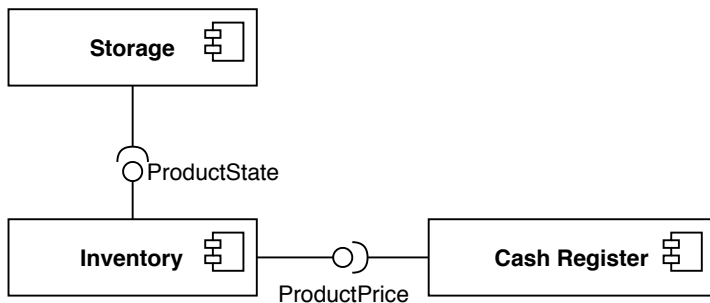 Storage
ProductState
Inventory
Cash Register
ProductPrice